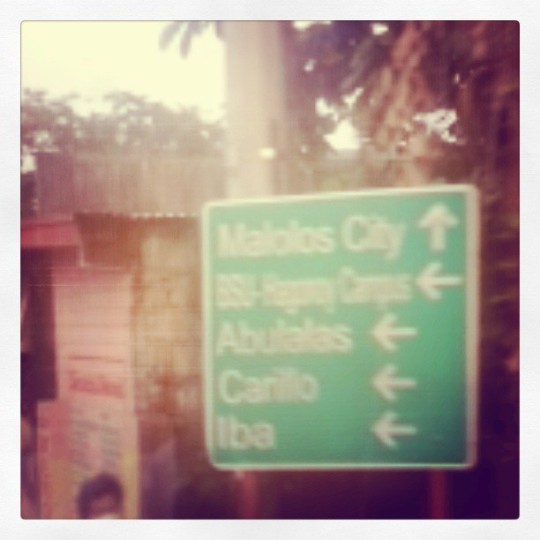 Malolos City
BSU-Hagonoy Campus
Abulalas
Carillo
Iba